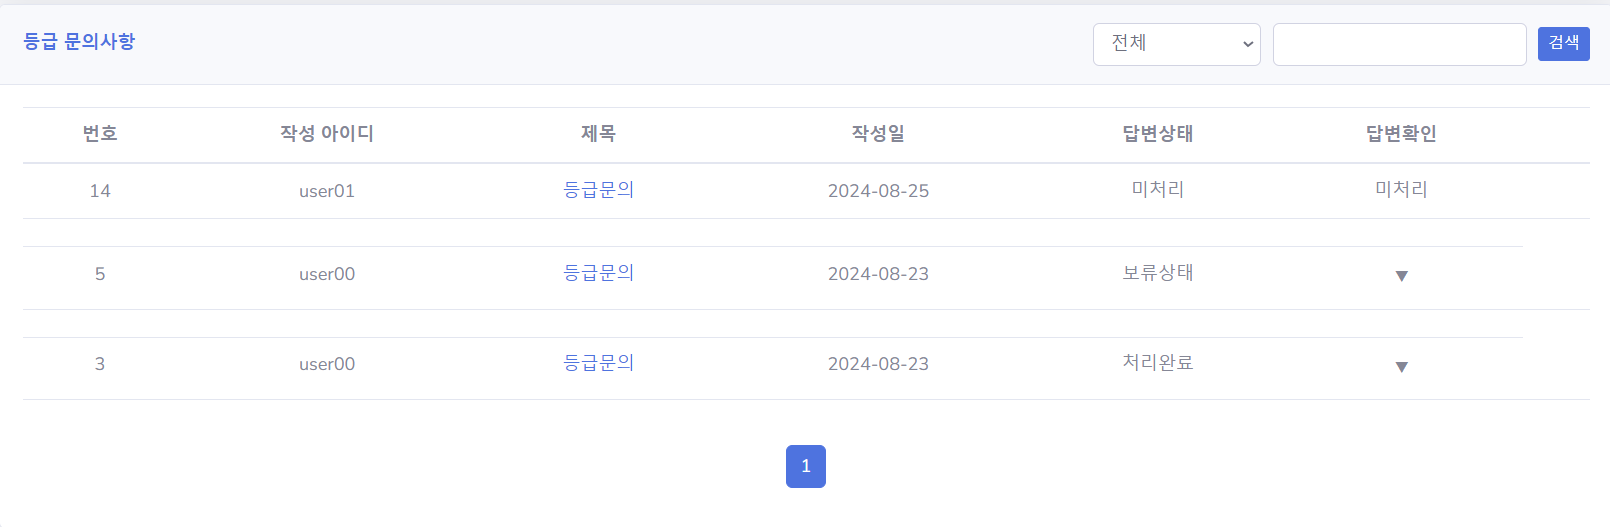 등급 문의사항 전체 검색
번호 작성 아이디 제목 작성일 답변상태 답변확인
14 user01 등급문의 2024-08-25 미처리 미처리
5 user00 등급문의 2024-08-23 보류상태 ▼
3 user00 등급문의 2024-08-23 처리완료 ▼
1